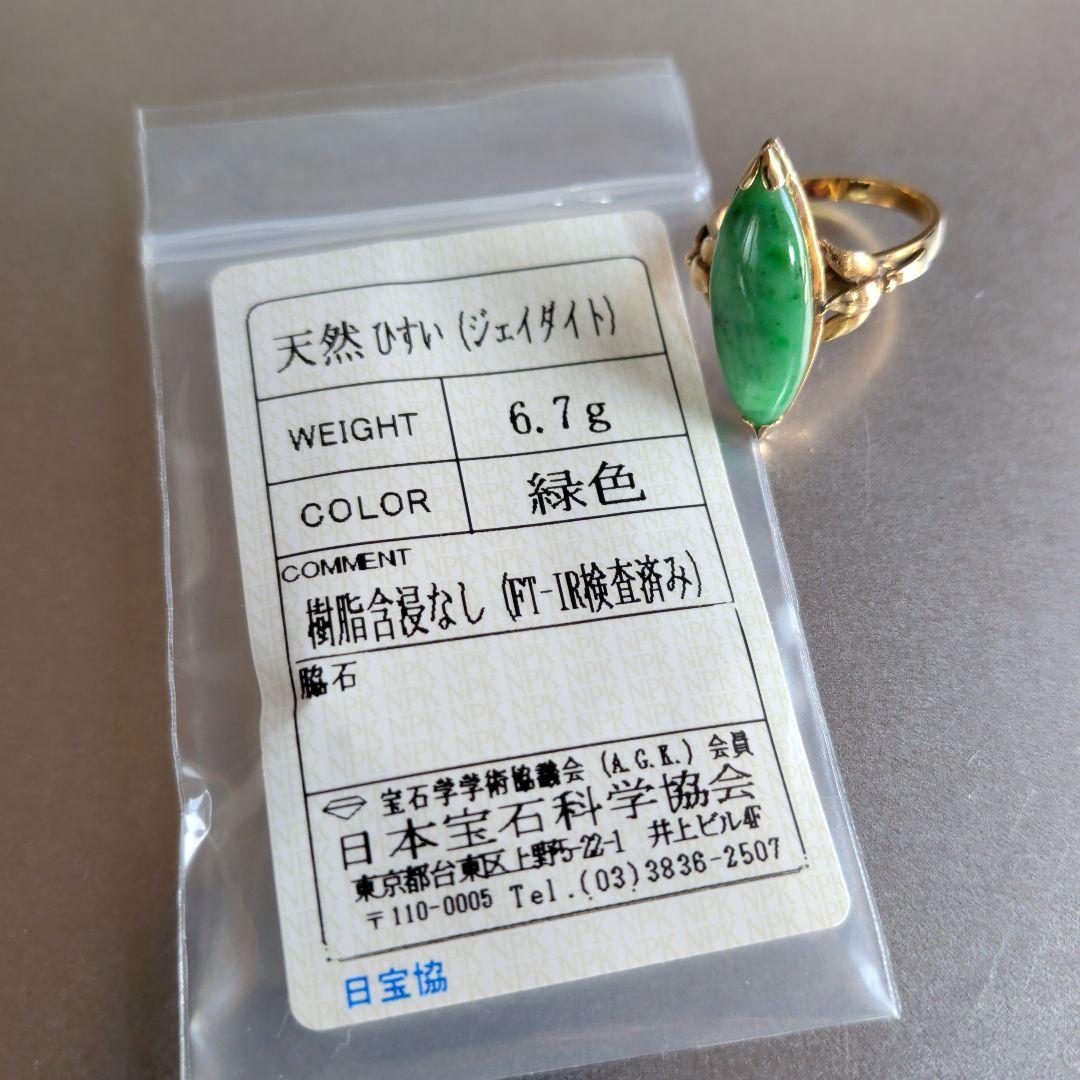 天然ひすい(ジェイダイト)
WEIGHT 6.7g
COLOR 緑色
COMMENT
樹脂含浸なし(FT-IR検査済み)
脇石
宝石学学術協議会(A.G.K.)会員
日本宝石科学協会
東京都台東区上野5-22-1 井上ビル4F
〒110-0005 Tel.(03)3836-2507
日宝協